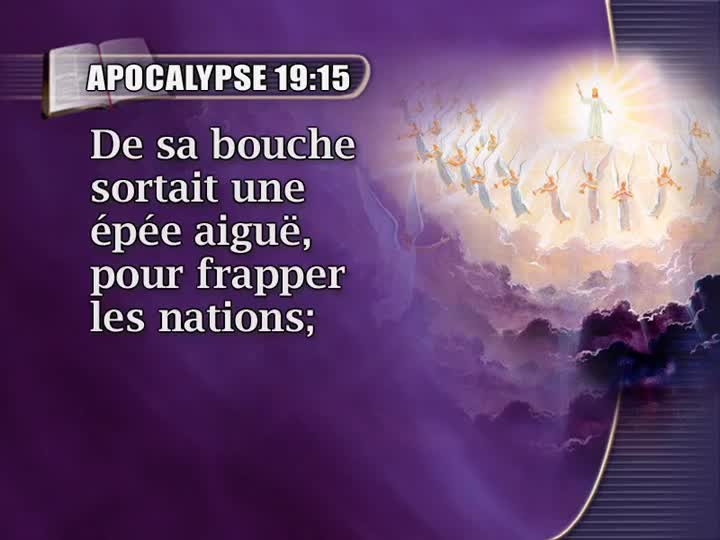 APOCALYPSE 19:15
De sa bouche
sortait une
épée aiguë,
pour frapper
les nations;